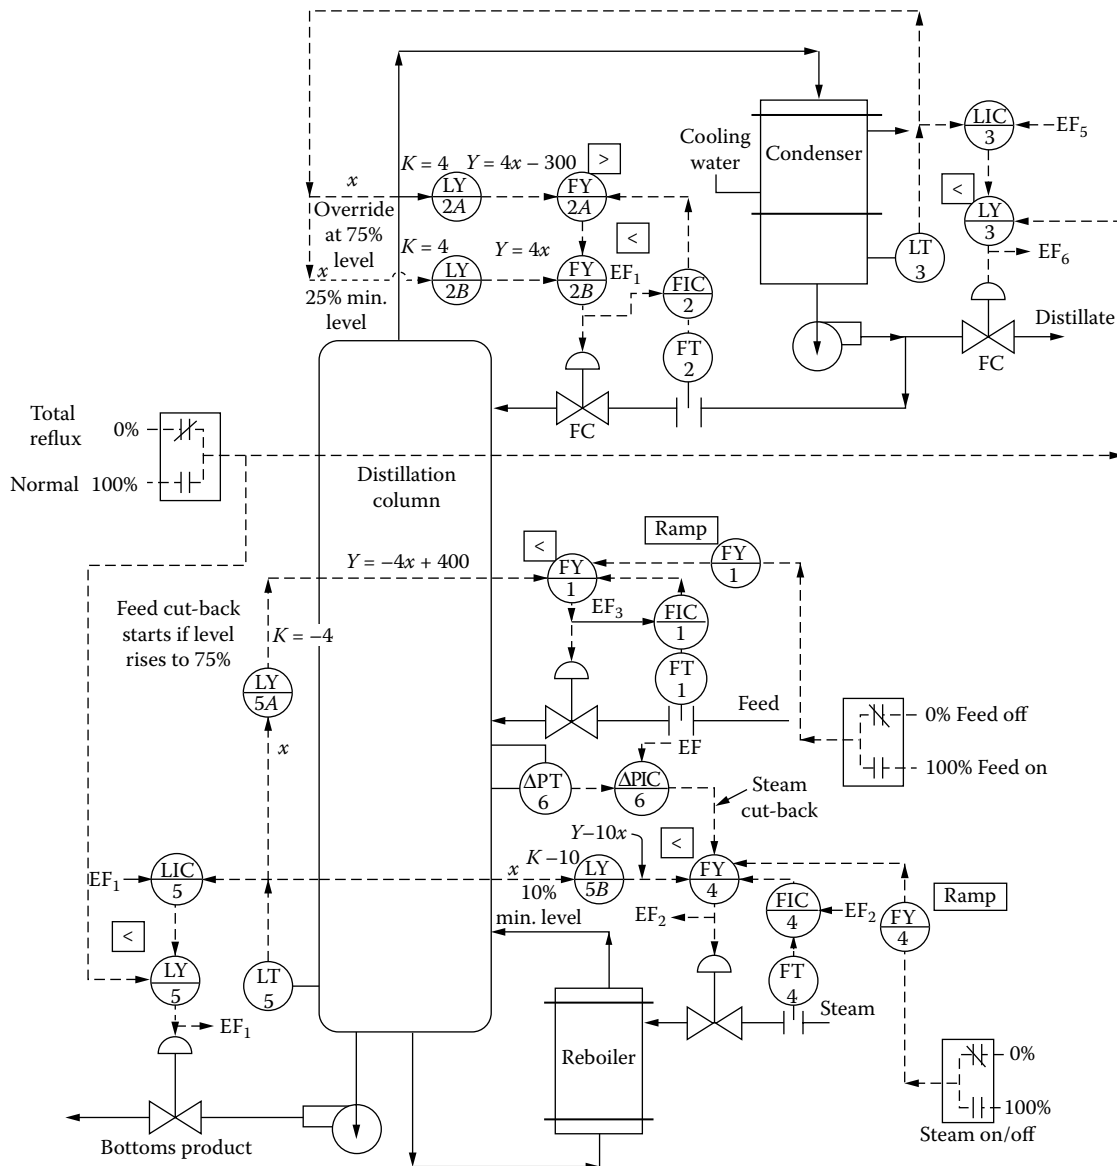 LIC
3
EF5
Cooling
water
Condenser
K = 4
Y = 4x − 300
>
x
LY
2A
FY
2A
<
LY
3
Override
at 75%
level
K = 4
Y = 4x
<
LT
3
EF6
x
LY
2B
FY
2B
EF1
FIC
2
25% min.
level
FT
2
Distillate
FC
FC
Total
reflux
0%
Normal
100%
Distillation
column
Ramp
<
Y = −4x + 400
FY
1
FY
1
Feed cut-back
starts if level
rises to 75%
EF3
FIC
1
K = −4
LY
5A
FT
1
Feed
0% Feed off
x
EF
100% Feed on
ΔPT
6
ΔPIC
6
Steam
cut-back
Y–10x
<
EF1
LIC
5
x
K –10
10%
min. level
LY
5B
FY
4
Ramp
EF2
FIC
4
EF2
FY
4
<
LY
5
LT
5
FT
4
Steam
EF1
Reboiler
0%
100%
Steam on/off
Bottoms product